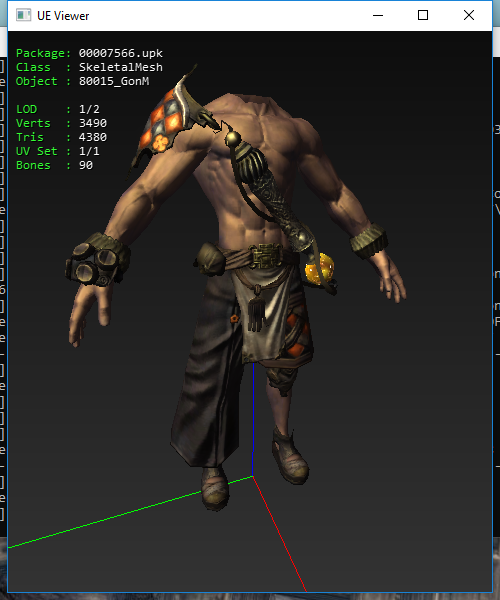 UE Viewer
Package: 00007566.upk
Class : SkeletalMesh
Object : 80015_GonM
LOD : 1/2
Verts : 3490
Tris : 4380
UV Set : 1/1
Bones : 90